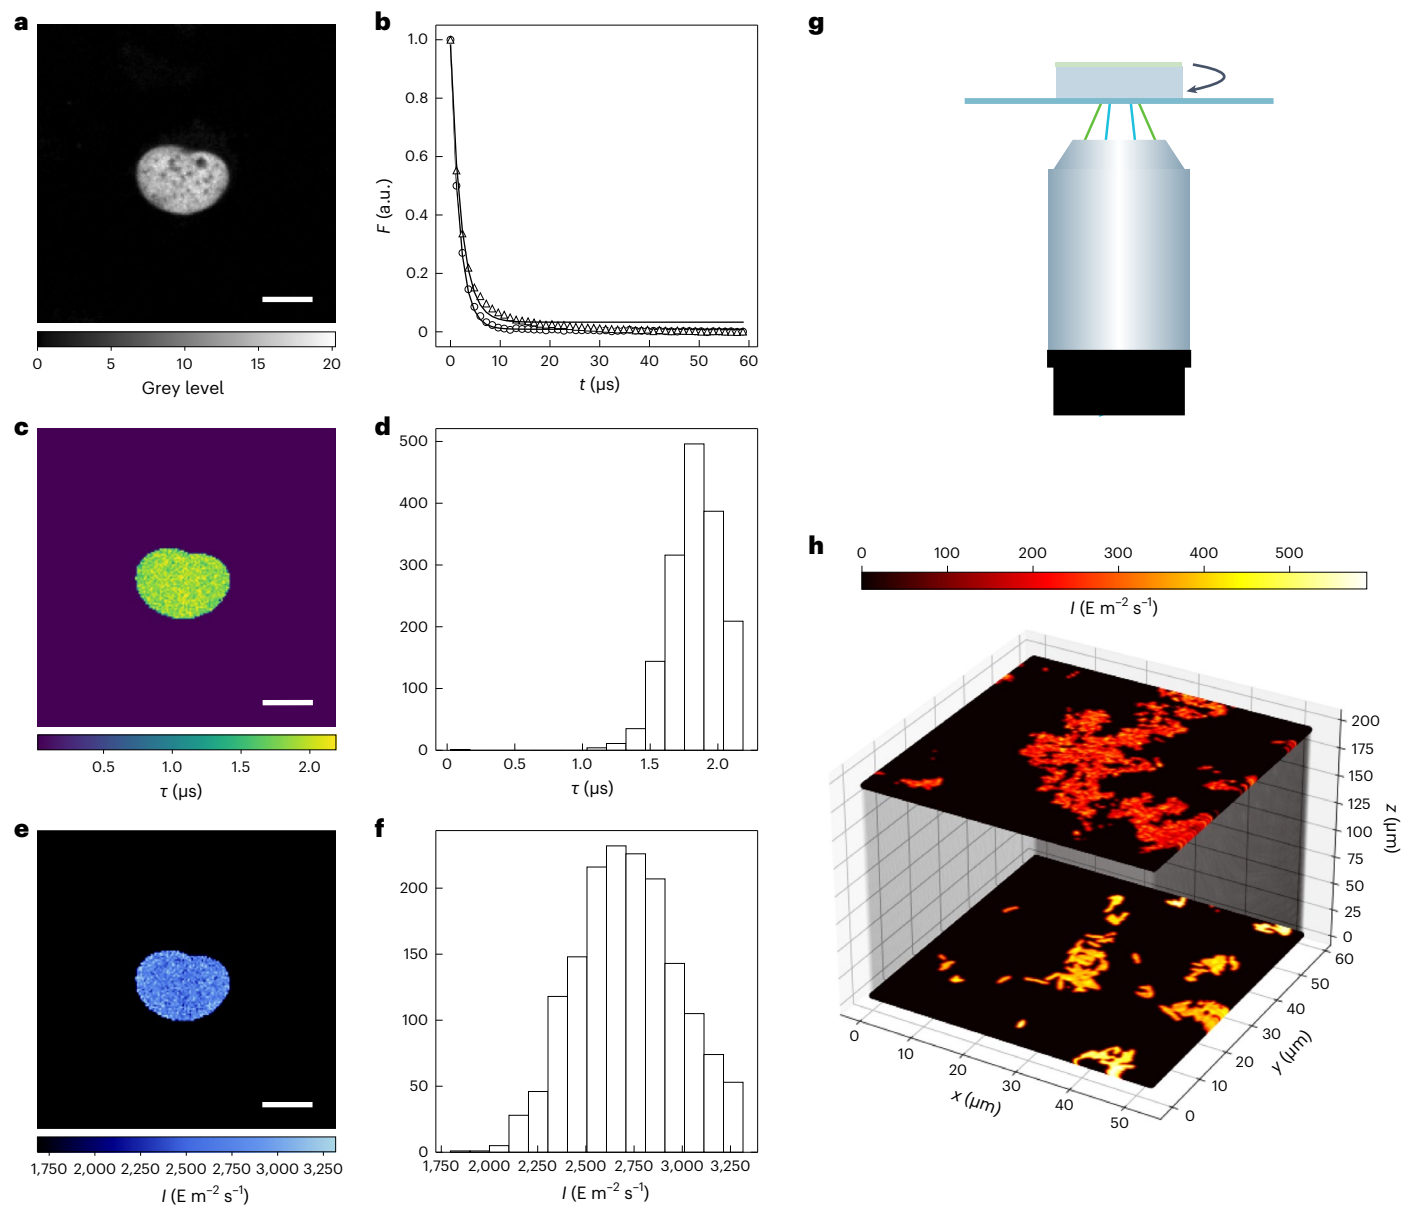 a
0 5 10 15 20
Grey level
b
1.0
0.8
0.6
0.4
0.2
0
F (a.u.)
0 10 20 30 40 50 60
t (µs)
c
0.5 1.0 1.5 2.0
τ (µs)
d
500
400
300
200
100
0
0 0.5 1.0 1.5 2.0
τ (µs)
e
1,750 2,000 2,250 2,500 2,750 3,000 3,250
I (E m⁻² s⁻¹)
f
200
150
100
50
0
1,750 2,000 2,250 2,500 2,750 3,000 3,250
I (E m⁻² s⁻¹)
g
h
0 100 200 300 400 500
I (E m⁻² s⁻¹)
200
175
150
125
100
75
50
25
0
z (µm)
60
50
40
30
20
10
0
y (µm)
0 10 20 30 40 50
x (µm)